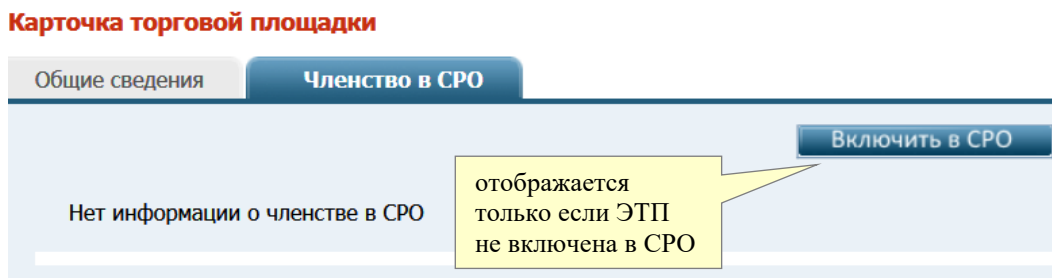 Карточка торговой площадки
Общие сведения
Членство в СРО
Включить в СРО
отображается
только если ЭТП
не включена в СРО
Нет информации о членстве в СРО